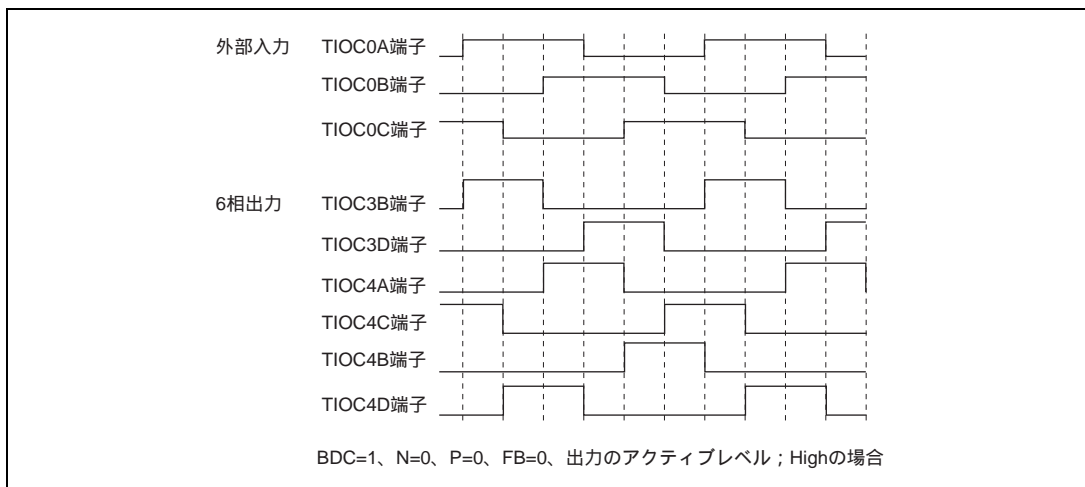 外部入力 TIOC0A端子
TIOC0B端子
TIOC0C端子
6相出力 TIOC3B端子
TIOC3D端子
TIOC4A端子
TIOC4C端子
TIOC4B端子
TIOC4D端子
BDC=1、N=0、P=0、FB=0、出力のアクティブレベル；Highの場合